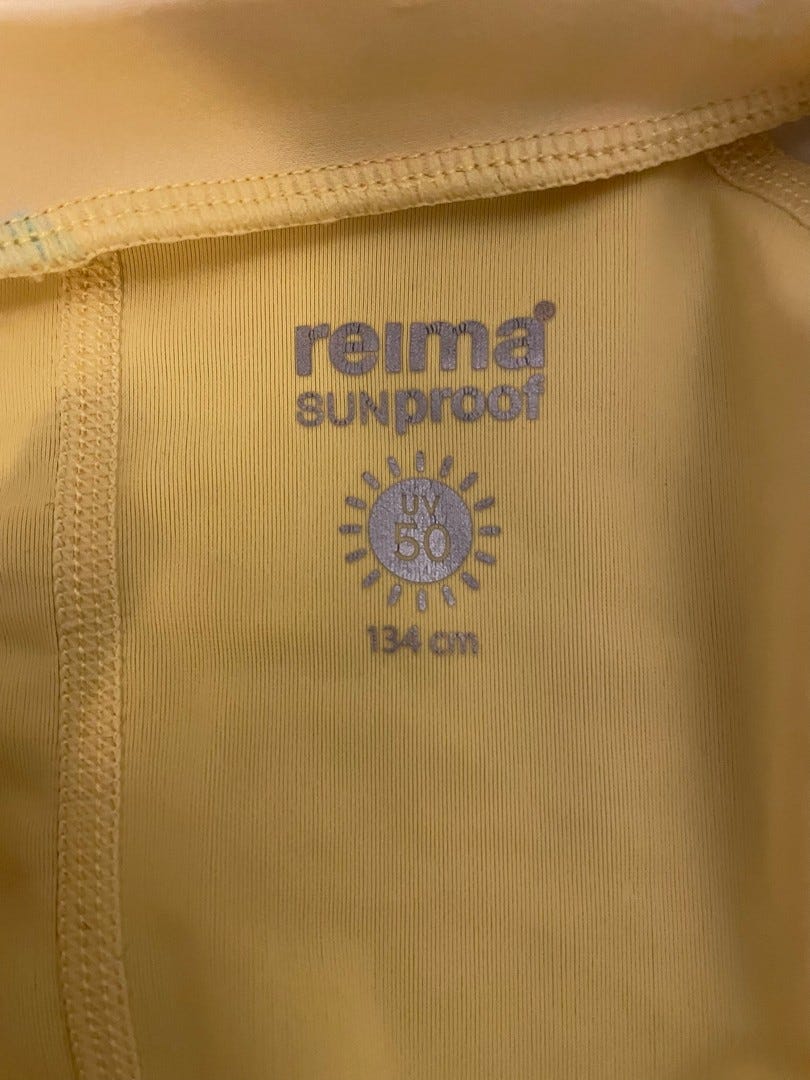 reima®
SUNproof
UV
50
134 cm